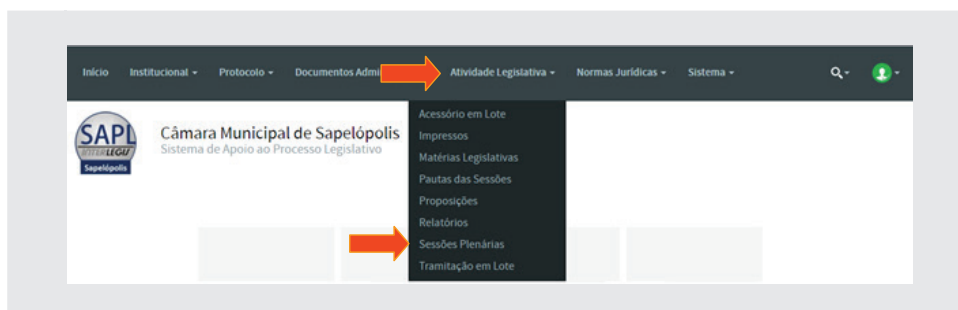 Início Institucional Protocolo Documentos Admi Atividade Legislativa Normas Jurídicas Sistema
Acessório em Lote
SAPL
INTERLEGIS
Sapelópolis
Câmara Municipal de Sapelópolis
Sistema de Apoio ao Processo Legislativo
Impressos
Matérias Legislativas
Pautas das Sessões
Proposições
Relatórios
Sessões Plenárias
Tramitação em Lote